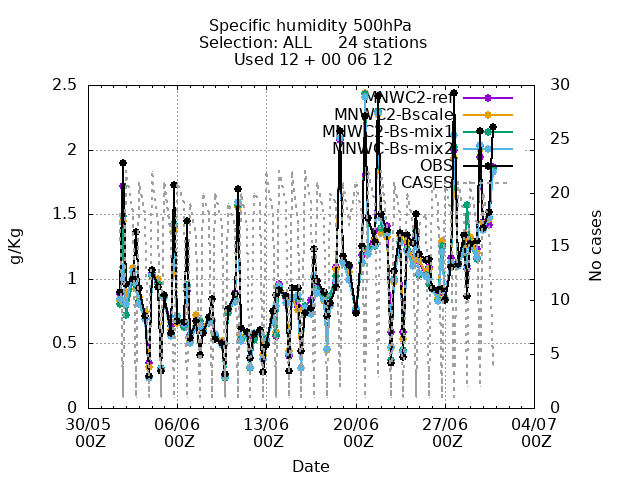 Specific humidity 500hPa
Selection: ALL     24 stations
Used 12 + 00 06 12
MNWC2-ref
MNWC2-Bscale
MNWC2-Bs-mix1
MNWC-Bs-mix2
OBS
CASES
2.5
2
1.5
1
0.5
0
g/Kg
30
25
20
15
10
5
0
No cases
30/05 06/06 13/06 20/06 27/06 04/07
00Z 00Z 00Z 00Z 00Z 00Z
Date